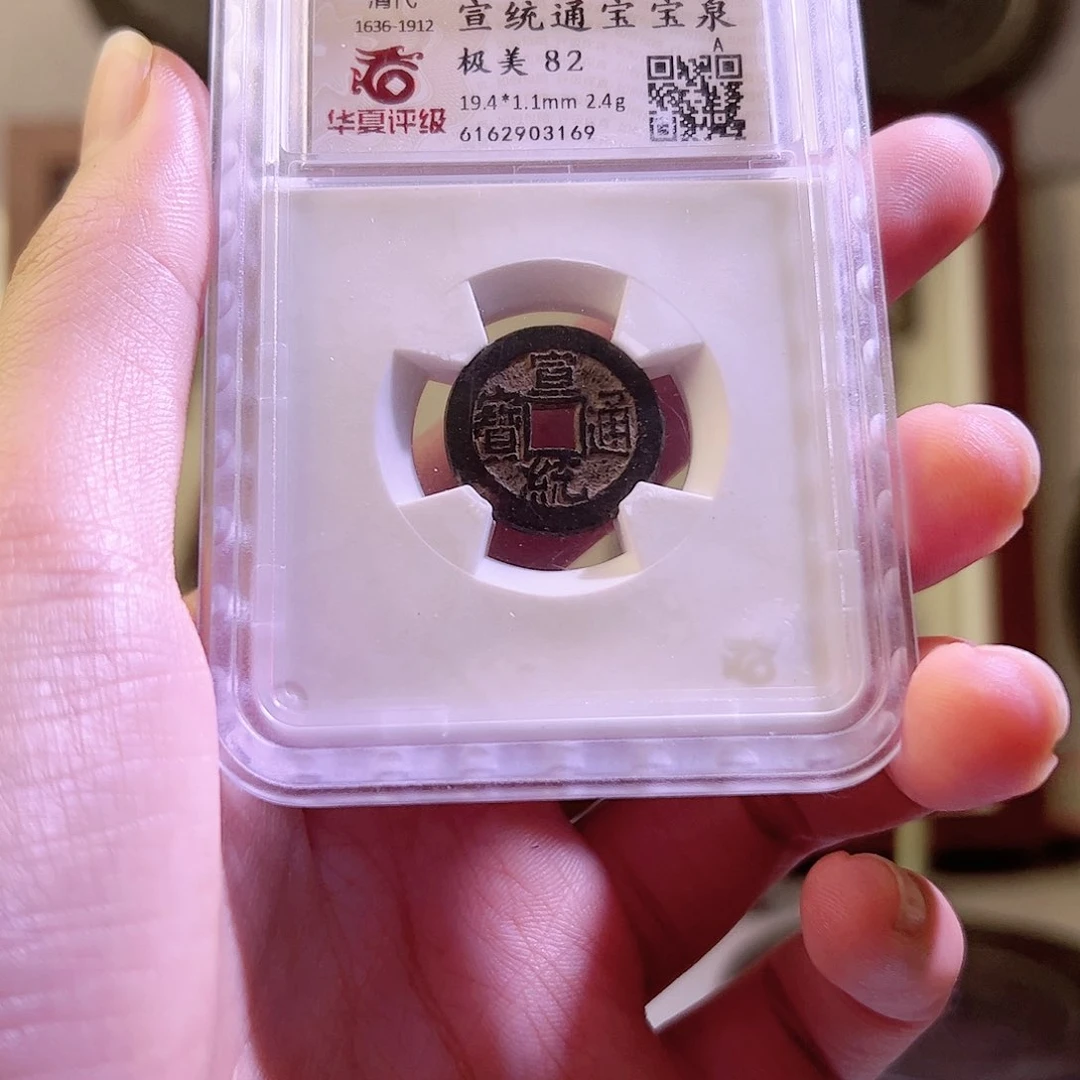 清代
1636-1912
华夏评级
宣统通宝宝泉
极美 82
19.4*1.1mm 2.4g
6162903169
A
宣
寶 通
統